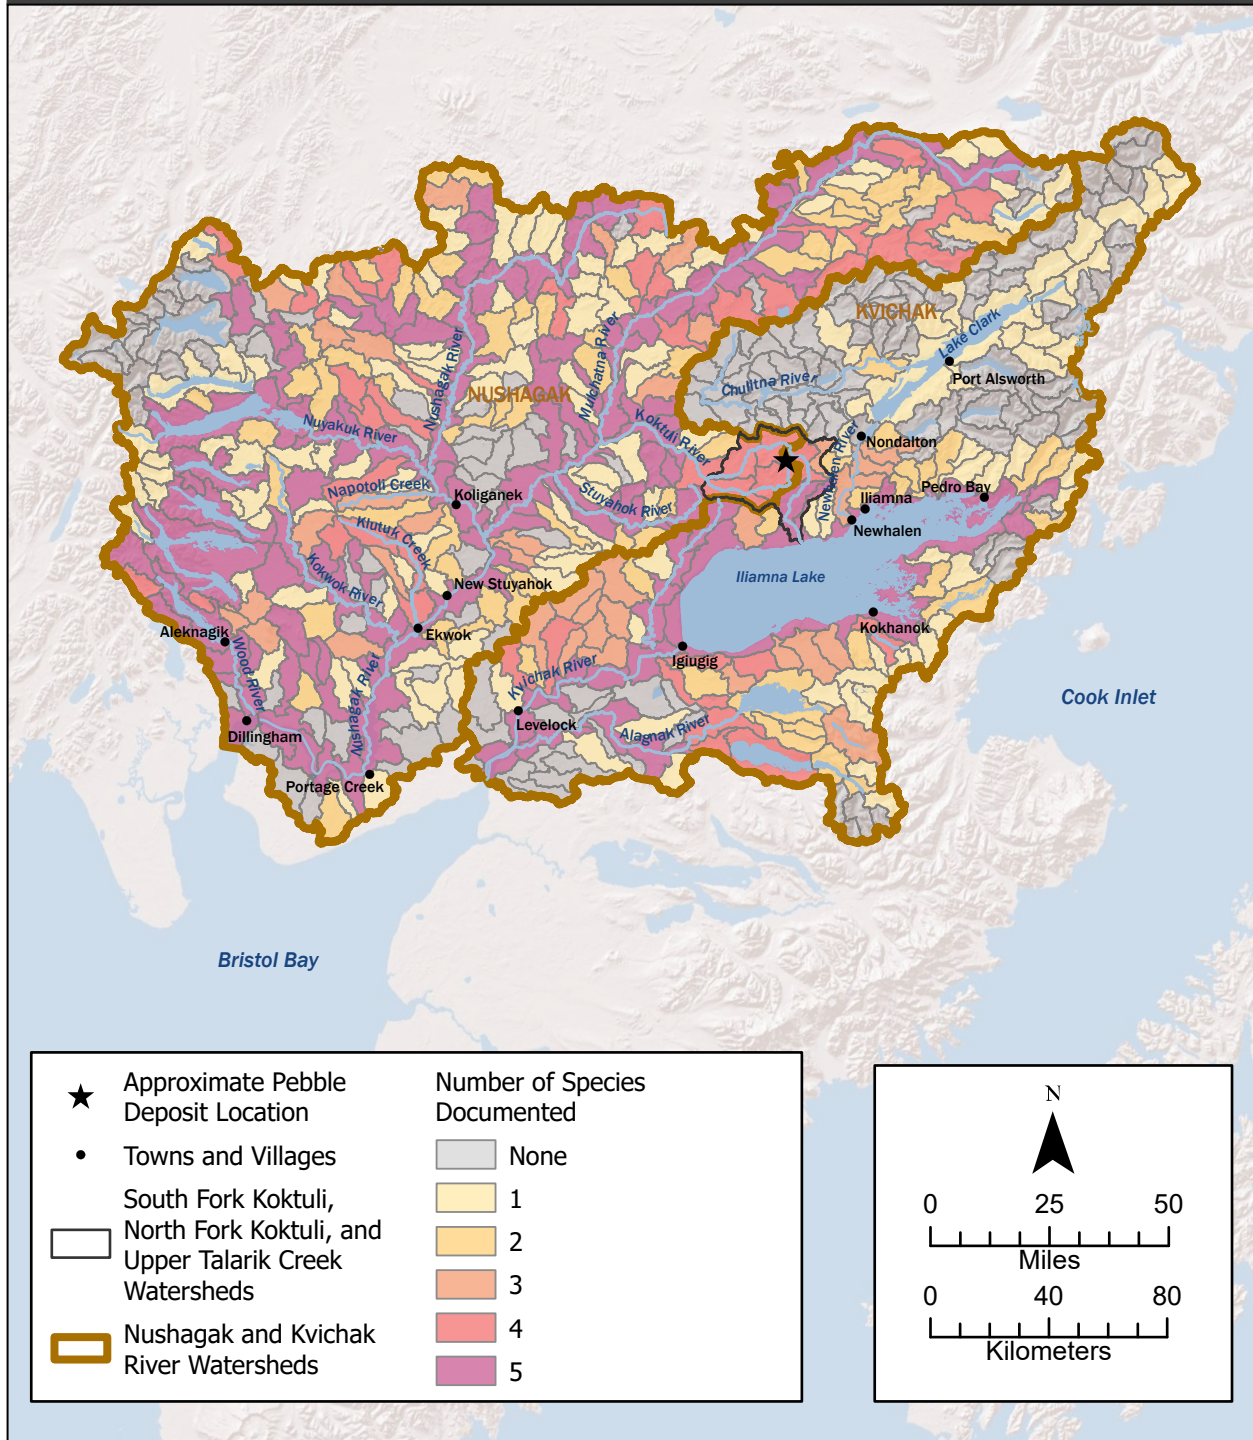 KVICHAK
Lake Clark
Mulchatna River
Nushagak River
Chulitna River
Port Alsworth
NUSHAGAK
Koktuli River
Nuyakuk River
Nondalton
Newhalen River
Napotoli Creek
Koliganek
Stuyahok River
Pedro Bay
Iliamna
Klutuk Creek
Newhalen
Kokwok River
New Stuyahok
Iliamna Lake
Aleknagik
Ekwok
Kokhanok
Wood River
Igiugig
Kvichak River
Nushagak River
Cook Inlet
Levelock
Alagnak River
Dillingham
Portage Creek
Bristol Bay
Approximate Pebble
Deposit Location
Towns and Villages
South Fork Koktuli,
North Fork Koktuli, and
Upper Talarik Creek
Watersheds
Nushagak and Kvichak
River Watersheds
Number of Species
Documented
None
1
2
3
4
5
N
0 25 50
Miles
0 40 80
Kilometers